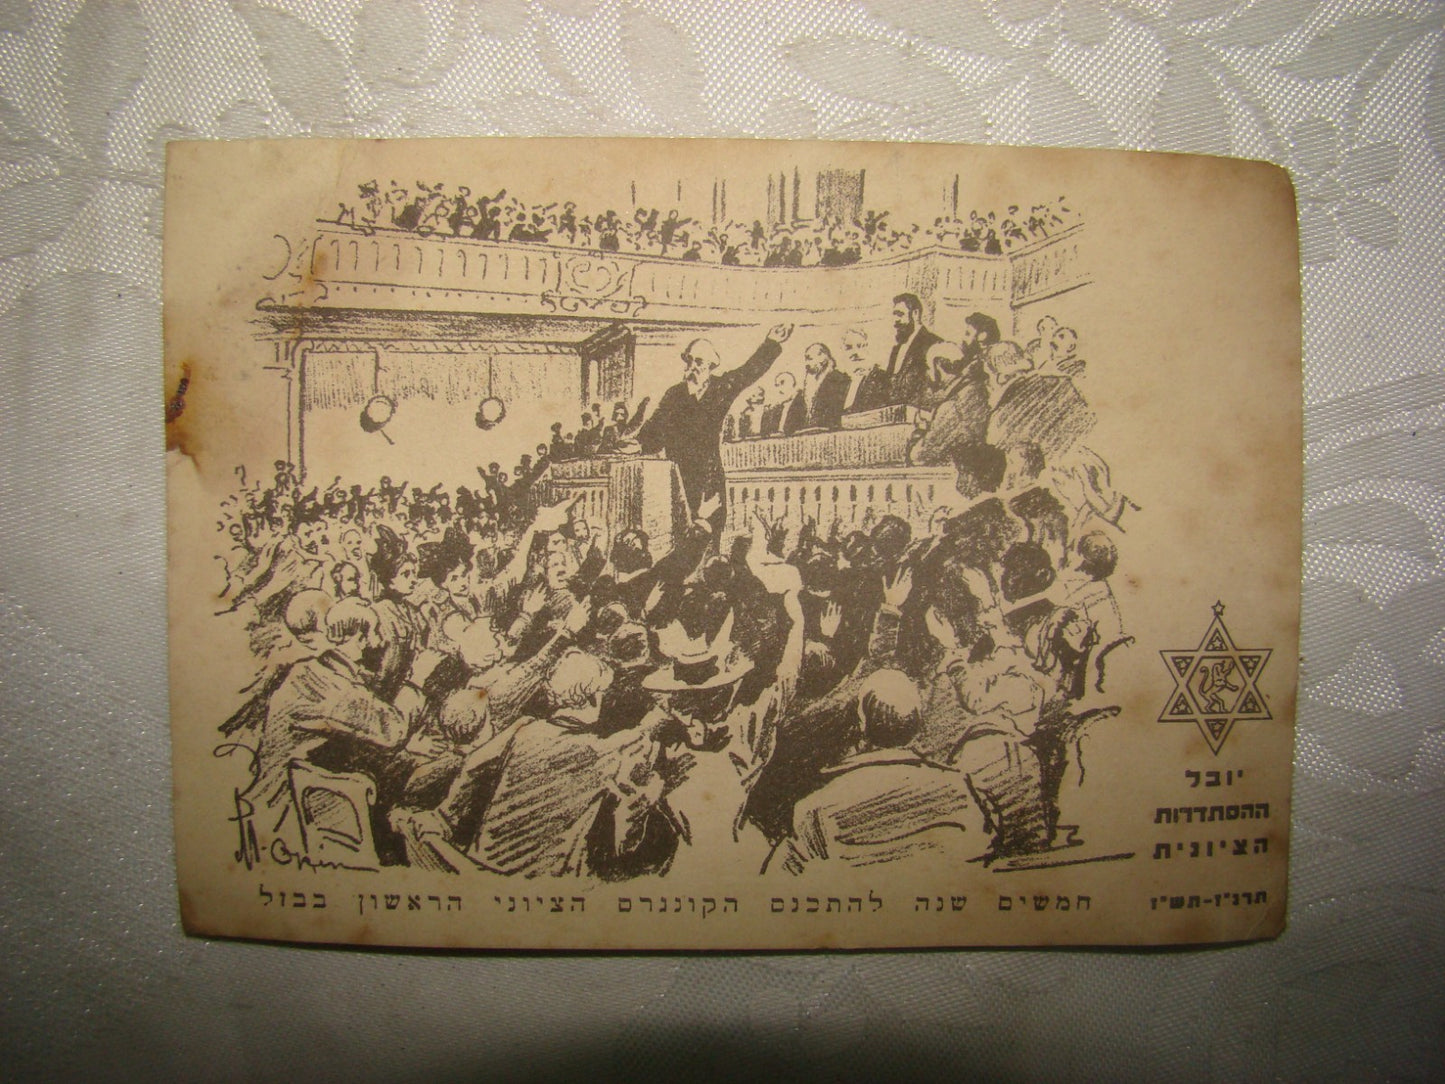 יובל
ההסתדרות
הציונית
תרנ"ז-תש"ז
חמשים שנה להתכנס הקונגרס הציוני הראשון בבזל